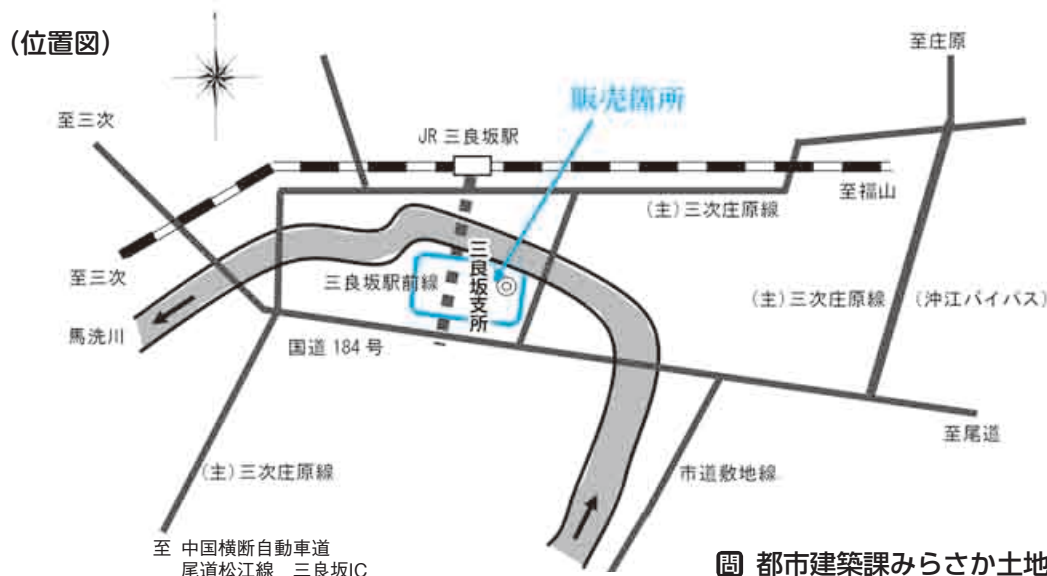 (位置図)
至庄原
販売箇所
至三次
JR 三良坂駅
至福山
(主)三次庄原線
三良坂支所
至三次
三良坂駅前線
(主)三次庄原線
(沖江バイパス)
馬洗川
国道 184 号
至尾道
(主)三次庄原線
市道敷地線
至 中国横断自動車道
尾道松江線 三良坂IC
問 都市建築課みらさか土地